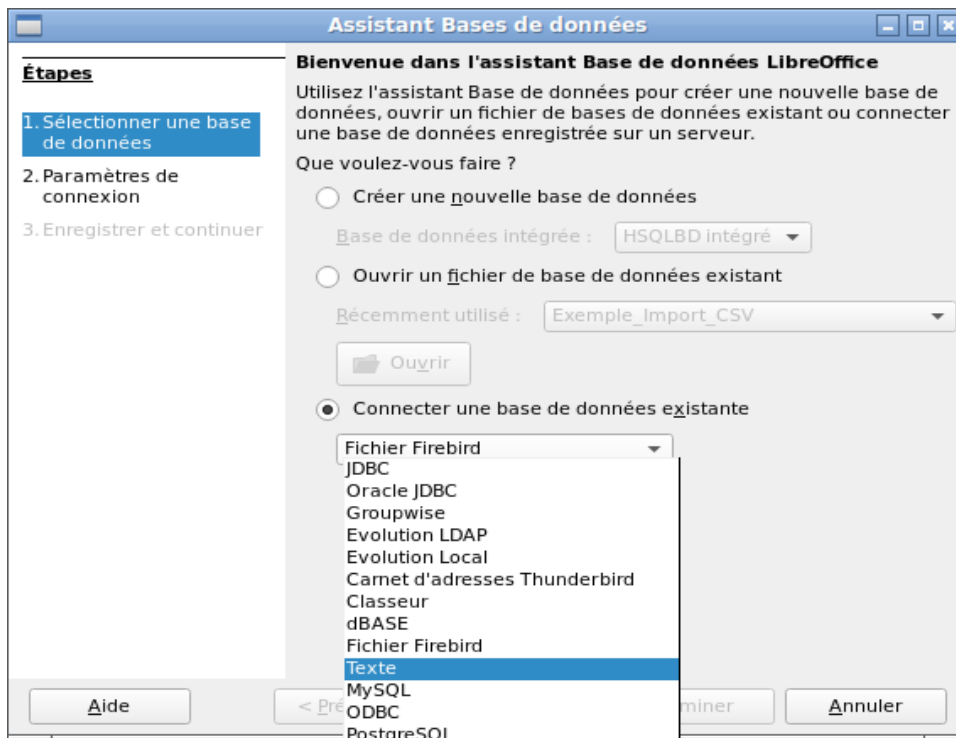 Assistant Bases de données
Étapes
1. Sélectionner une base
de données
2. Paramètres de
connexion
3. Enregistrer et continuer
Bienvenue dans l'assistant Base de données LibreOffice
Utilisez l'assistant Base de données pour créer une nouvelle base de
données, ouvrir un fichier de bases de données existant ou connecter
une base de données enregistrée sur un serveur.
Que voulez-vous faire ?
Créer une nouvelle base de données
Base de données intégrée : HSQLBD intégré
Ouvrir un fichier de base de données existant
Récemment utilisé : Exemple_Import_CSV
Ouvrir
Connecter une base de données existante
Fichier Firebird
JDBC
Oracle JDBC
Groupwise
Evolution LDAP
Evolution Local
Carnet d'adresses Thunderbird
Classeur
dBASE
Fichier Firebird
Texte
MySQL
ODBC
PostgreSQL
Aide
< Pré
miner
Annuler